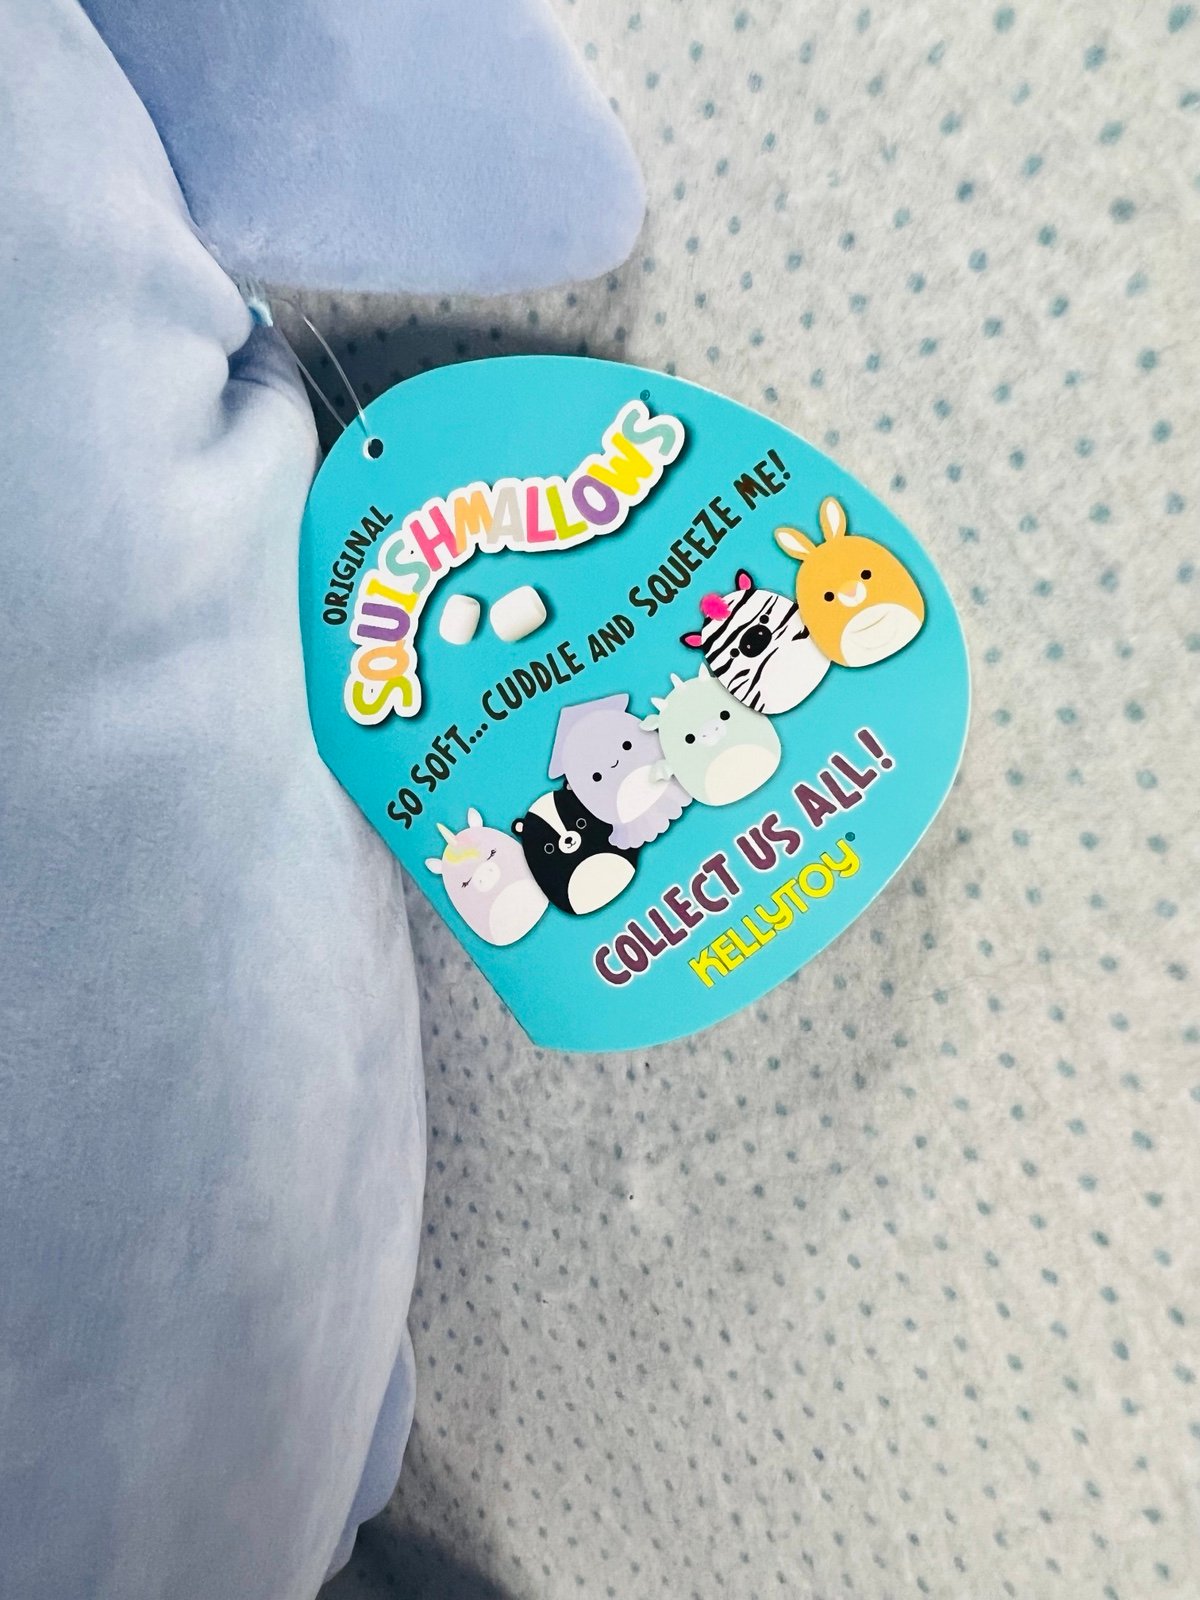 ORIGINAL
SQUISHMALLOWS®
SO SOFT... CUDDLE AND SQUEEZE ME!
COLLECT US ALL!
KELLYTOY®